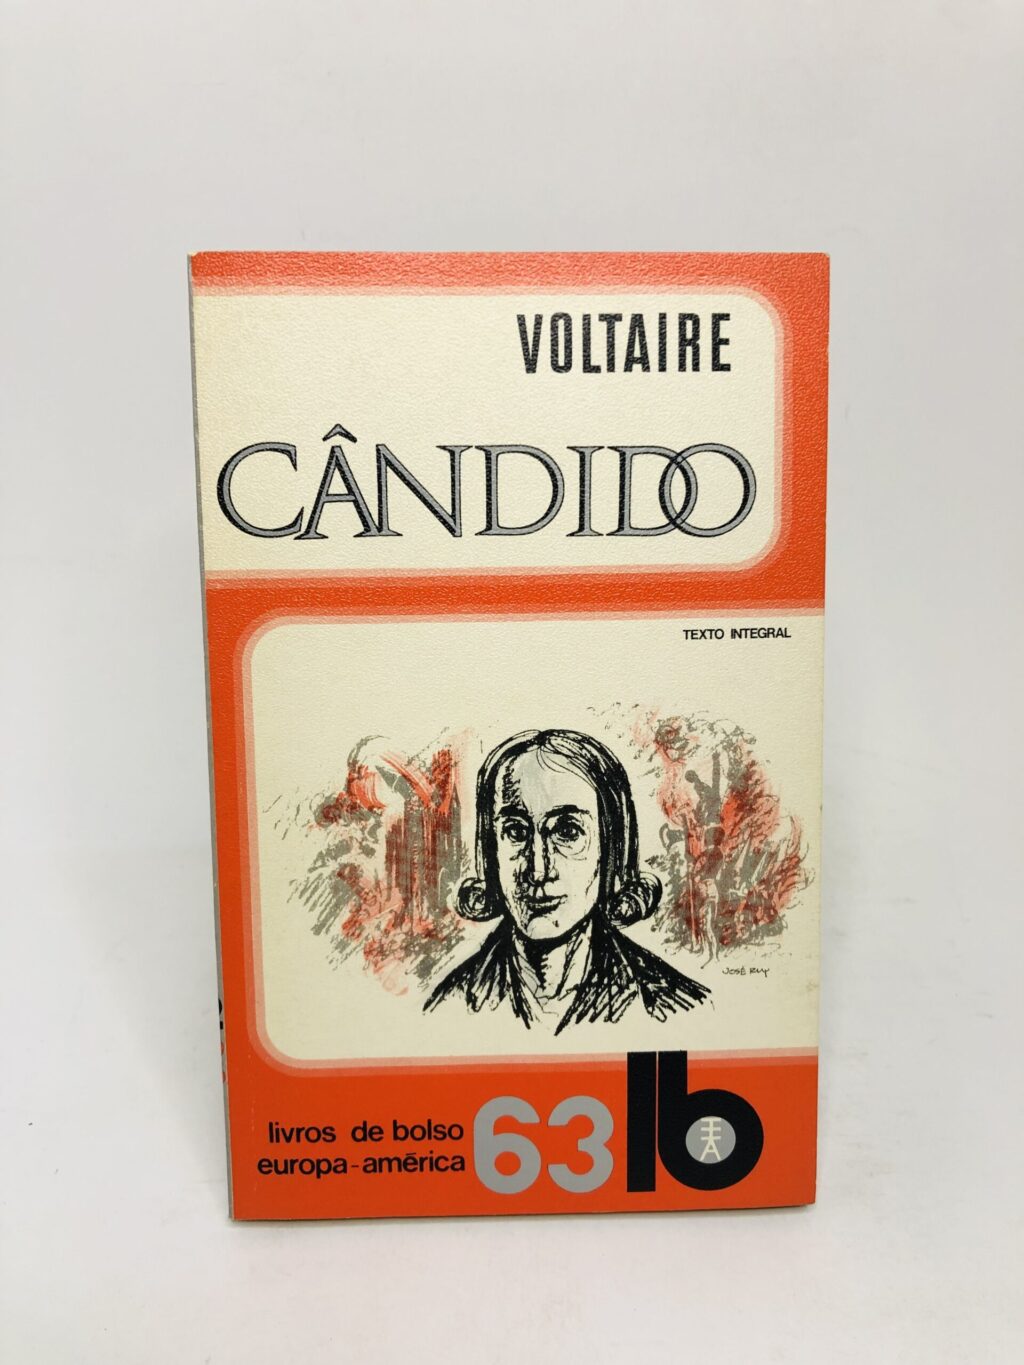 VOLTAIRE
CÂNDIDO
TEXTO INTEGRAL
JOSÉ RUY
livros de bolso
europa-américa
63
lb